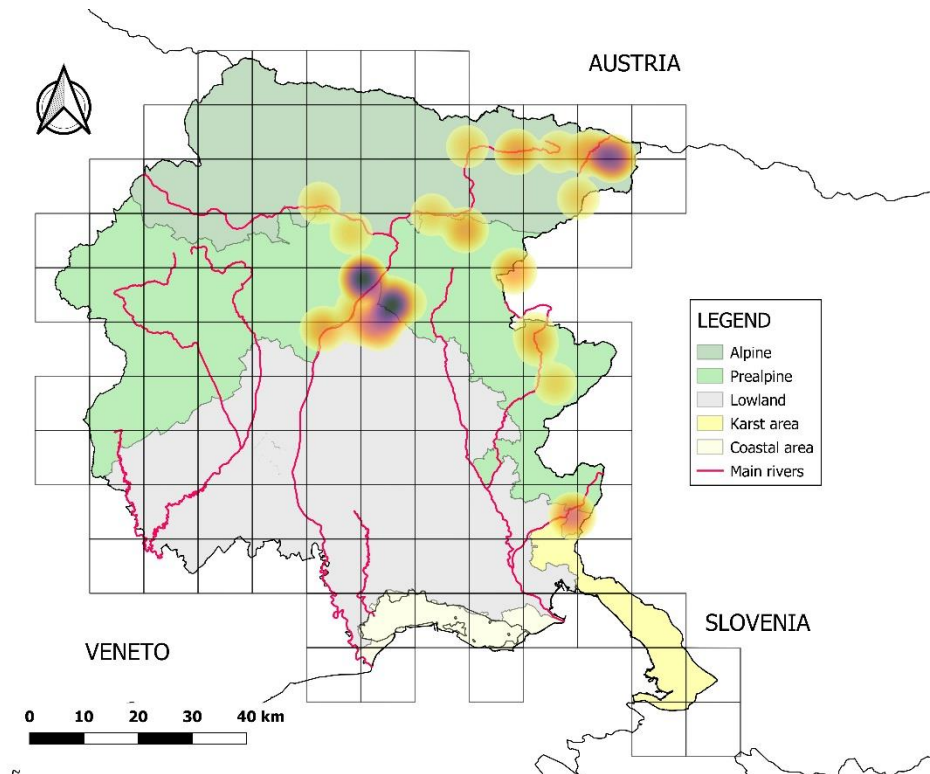 AUSTRIA
LEGEND
Alpine
Prealpine
Lowland
Karst area
Coastal area
Main rivers
SLOVENIA
VENETO
0 10 20 30 40 km